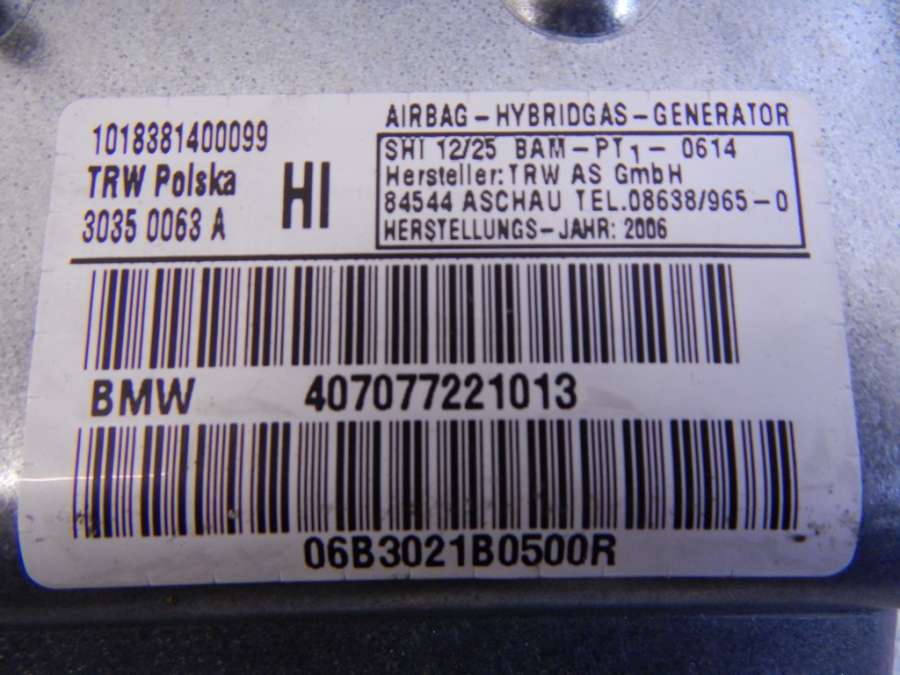 1018381400099
TRW Polska
3035 0063 A
HI
AIRBAG-HYBRIDGAS-GENERATOR
SHI 12/25 BAM-PT1-0614
Hersteller:TRW AS GmbH
84544 ASCHAU TEL.08638/965-0
HERSTELLUNGS-JAHR: 2006
BMW 407077221013
06B3021B0500R